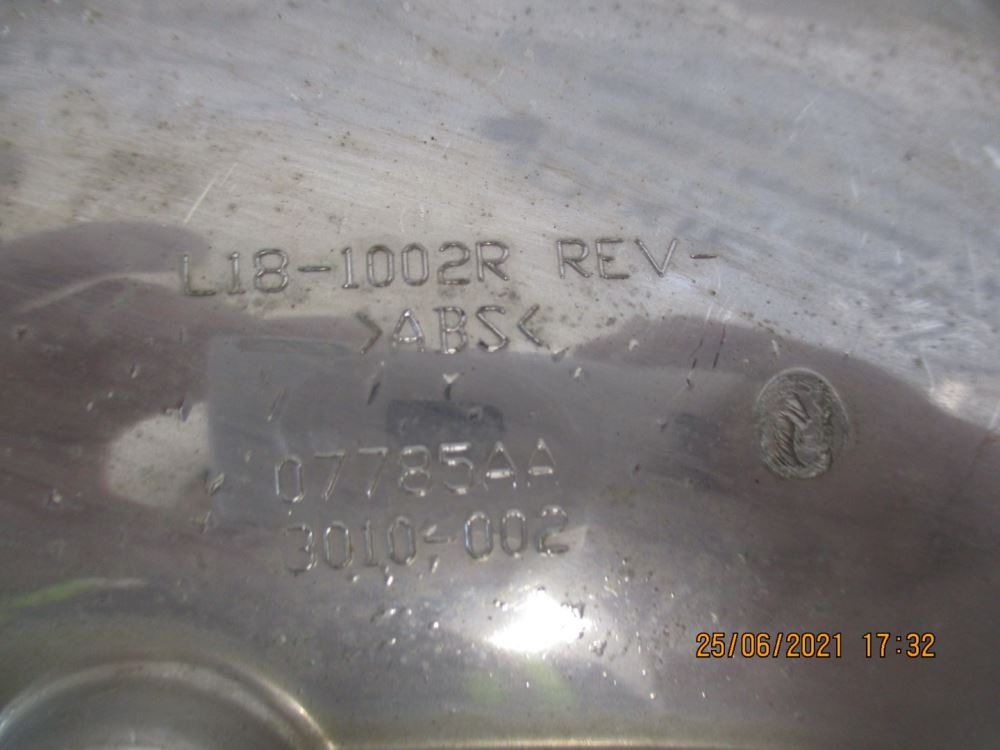 L18-1002R REV-
>ABS<
07785AA
3010-002
25/06/2021 17:32